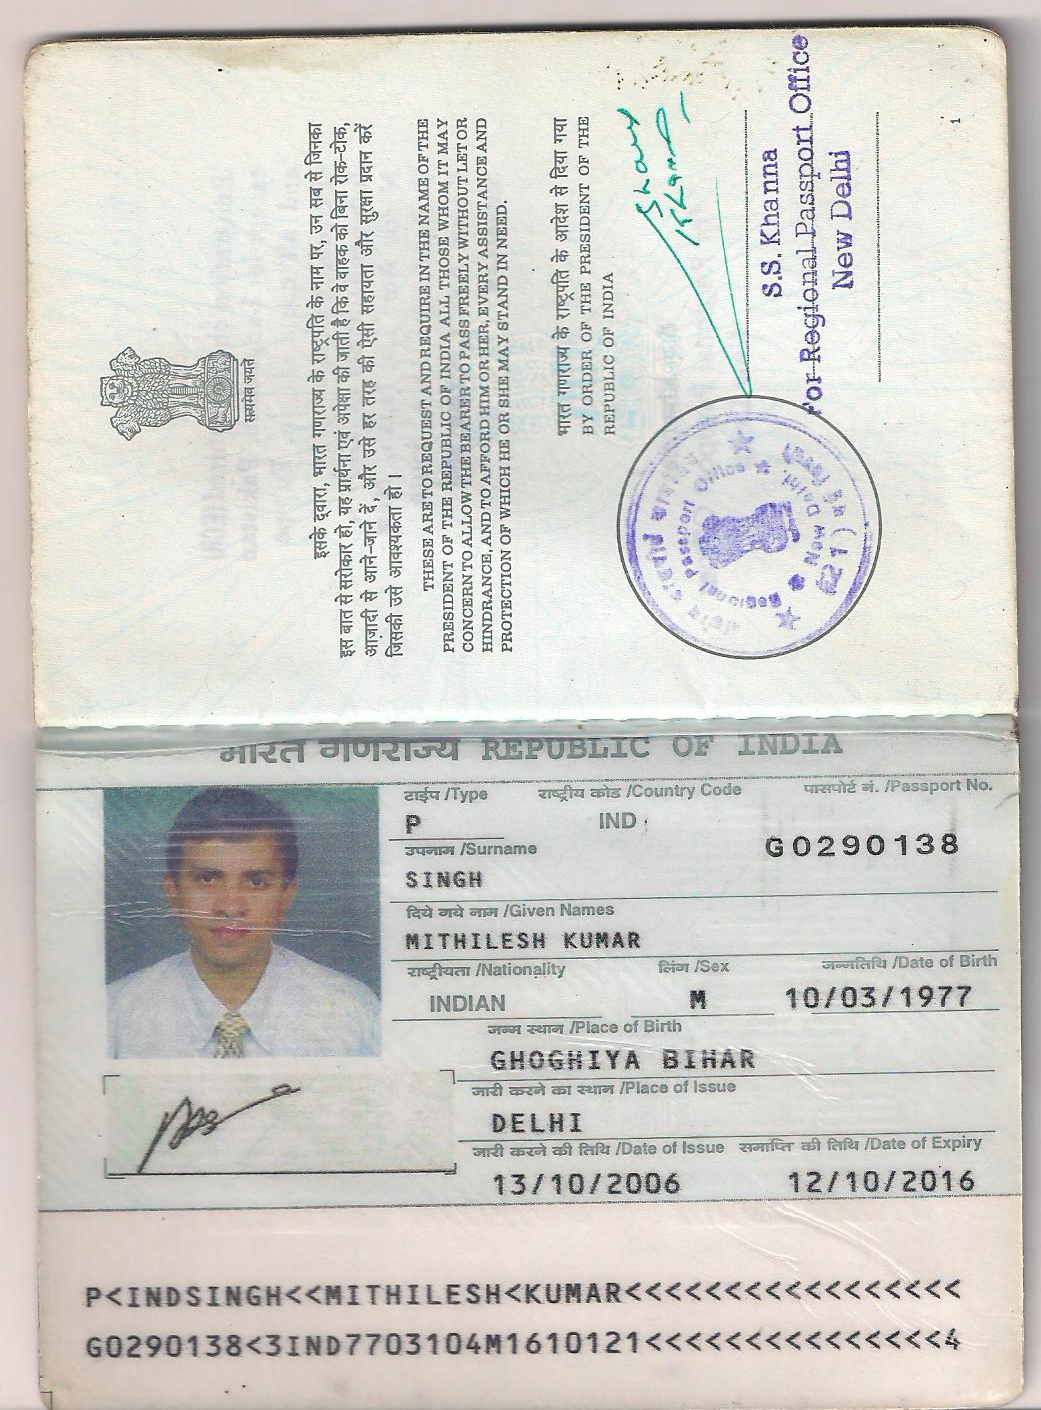 सत्यमेव जयते
इसके द्वारा, भारत गणराज्य के राष्ट्रपति के नाम पर, उन सब से जिनका
इस बात से सरोकार हो, यह प्रार्थना एवं अपेक्षा की जाती है कि वे वाहक को बिना रोक-टोक,
आज़ादी से आने-जाने दें, और उसे हर तरह की ऐसी सहायता और सुरक्षा प्रदान करें
जिसकी उसे आवश्यकता हो ।
THESE ARE TO REQUEST AND REQUIRE IN THE NAME OF THE
PRESIDENT OF THE REPUBLIC OF INDIA ALL THOSE WHOM IT MAY
CONCERN TO ALLOW THE BEARER TO PASS FREELY WITHOUT LET OR
HINDRANCE, AND TO AFFORD HIM OR HER, EVERY ASSISTANCE AND
PROTECTION OF WHICH HE OR SHE MAY STAND IN NEED.
भारत गणराज्य के राष्ट्रपति के आदेश से दिया गया
BY ORDER OF THE PRESIDENT OF THE
REPUBLIC OF INDIA
S.S. Khanna
for Regional Passport Office
New Delhi
Regional Passport Office
New Delhi
1
भारत गणराज्य REPUBLIC OF INDIA
टाईप /Type राष्ट्रीय कोड /Country Code पासपोर्ट नं. /Passport No.
P IND G0290138
उपनाम /Surname
SINGH
दिये गये नाम /Given Names
MITHILESH KUMAR
राष्ट्रीयता /Nationality लिंग /Sex जन्मतिथि /Date of Birth
INDIAN M 10/03/1977
जन्म स्थान /Place of Birth
GHOGHIYA BIHAR
जारी करने का स्थान /Place of Issue
DELHI
जारी करने की तिथि /Date of Issue समाप्ति की तिथि /Date of Expiry
13/10/2006 12/10/2016
P<INDSINGH<<MITHILESH<KUMAR<<<<<<<<<<<<<<<<<
G0290138<3IND7703104M1610121<<<<<<<<<<<<<<<4